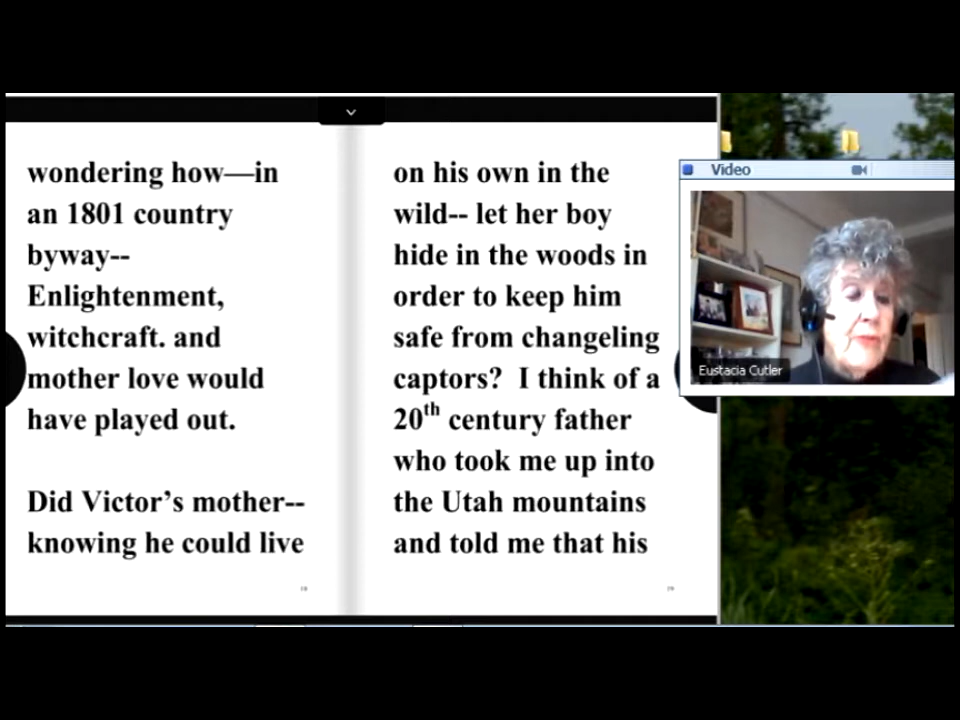 wondering how—in
an 1801 country
byway--
Enlightenment,
witchcraft. and
mother love would
have played out.
Did Victor's mother--
knowing he could live
18
on his own in the
wild-- let her boy
hide in the woods in
order to keep him
safe from changeling
captors?  I think of a
20th century father
who took me up into
the Utah mountains
and told me that his
19
Video
Eustacia Cutler